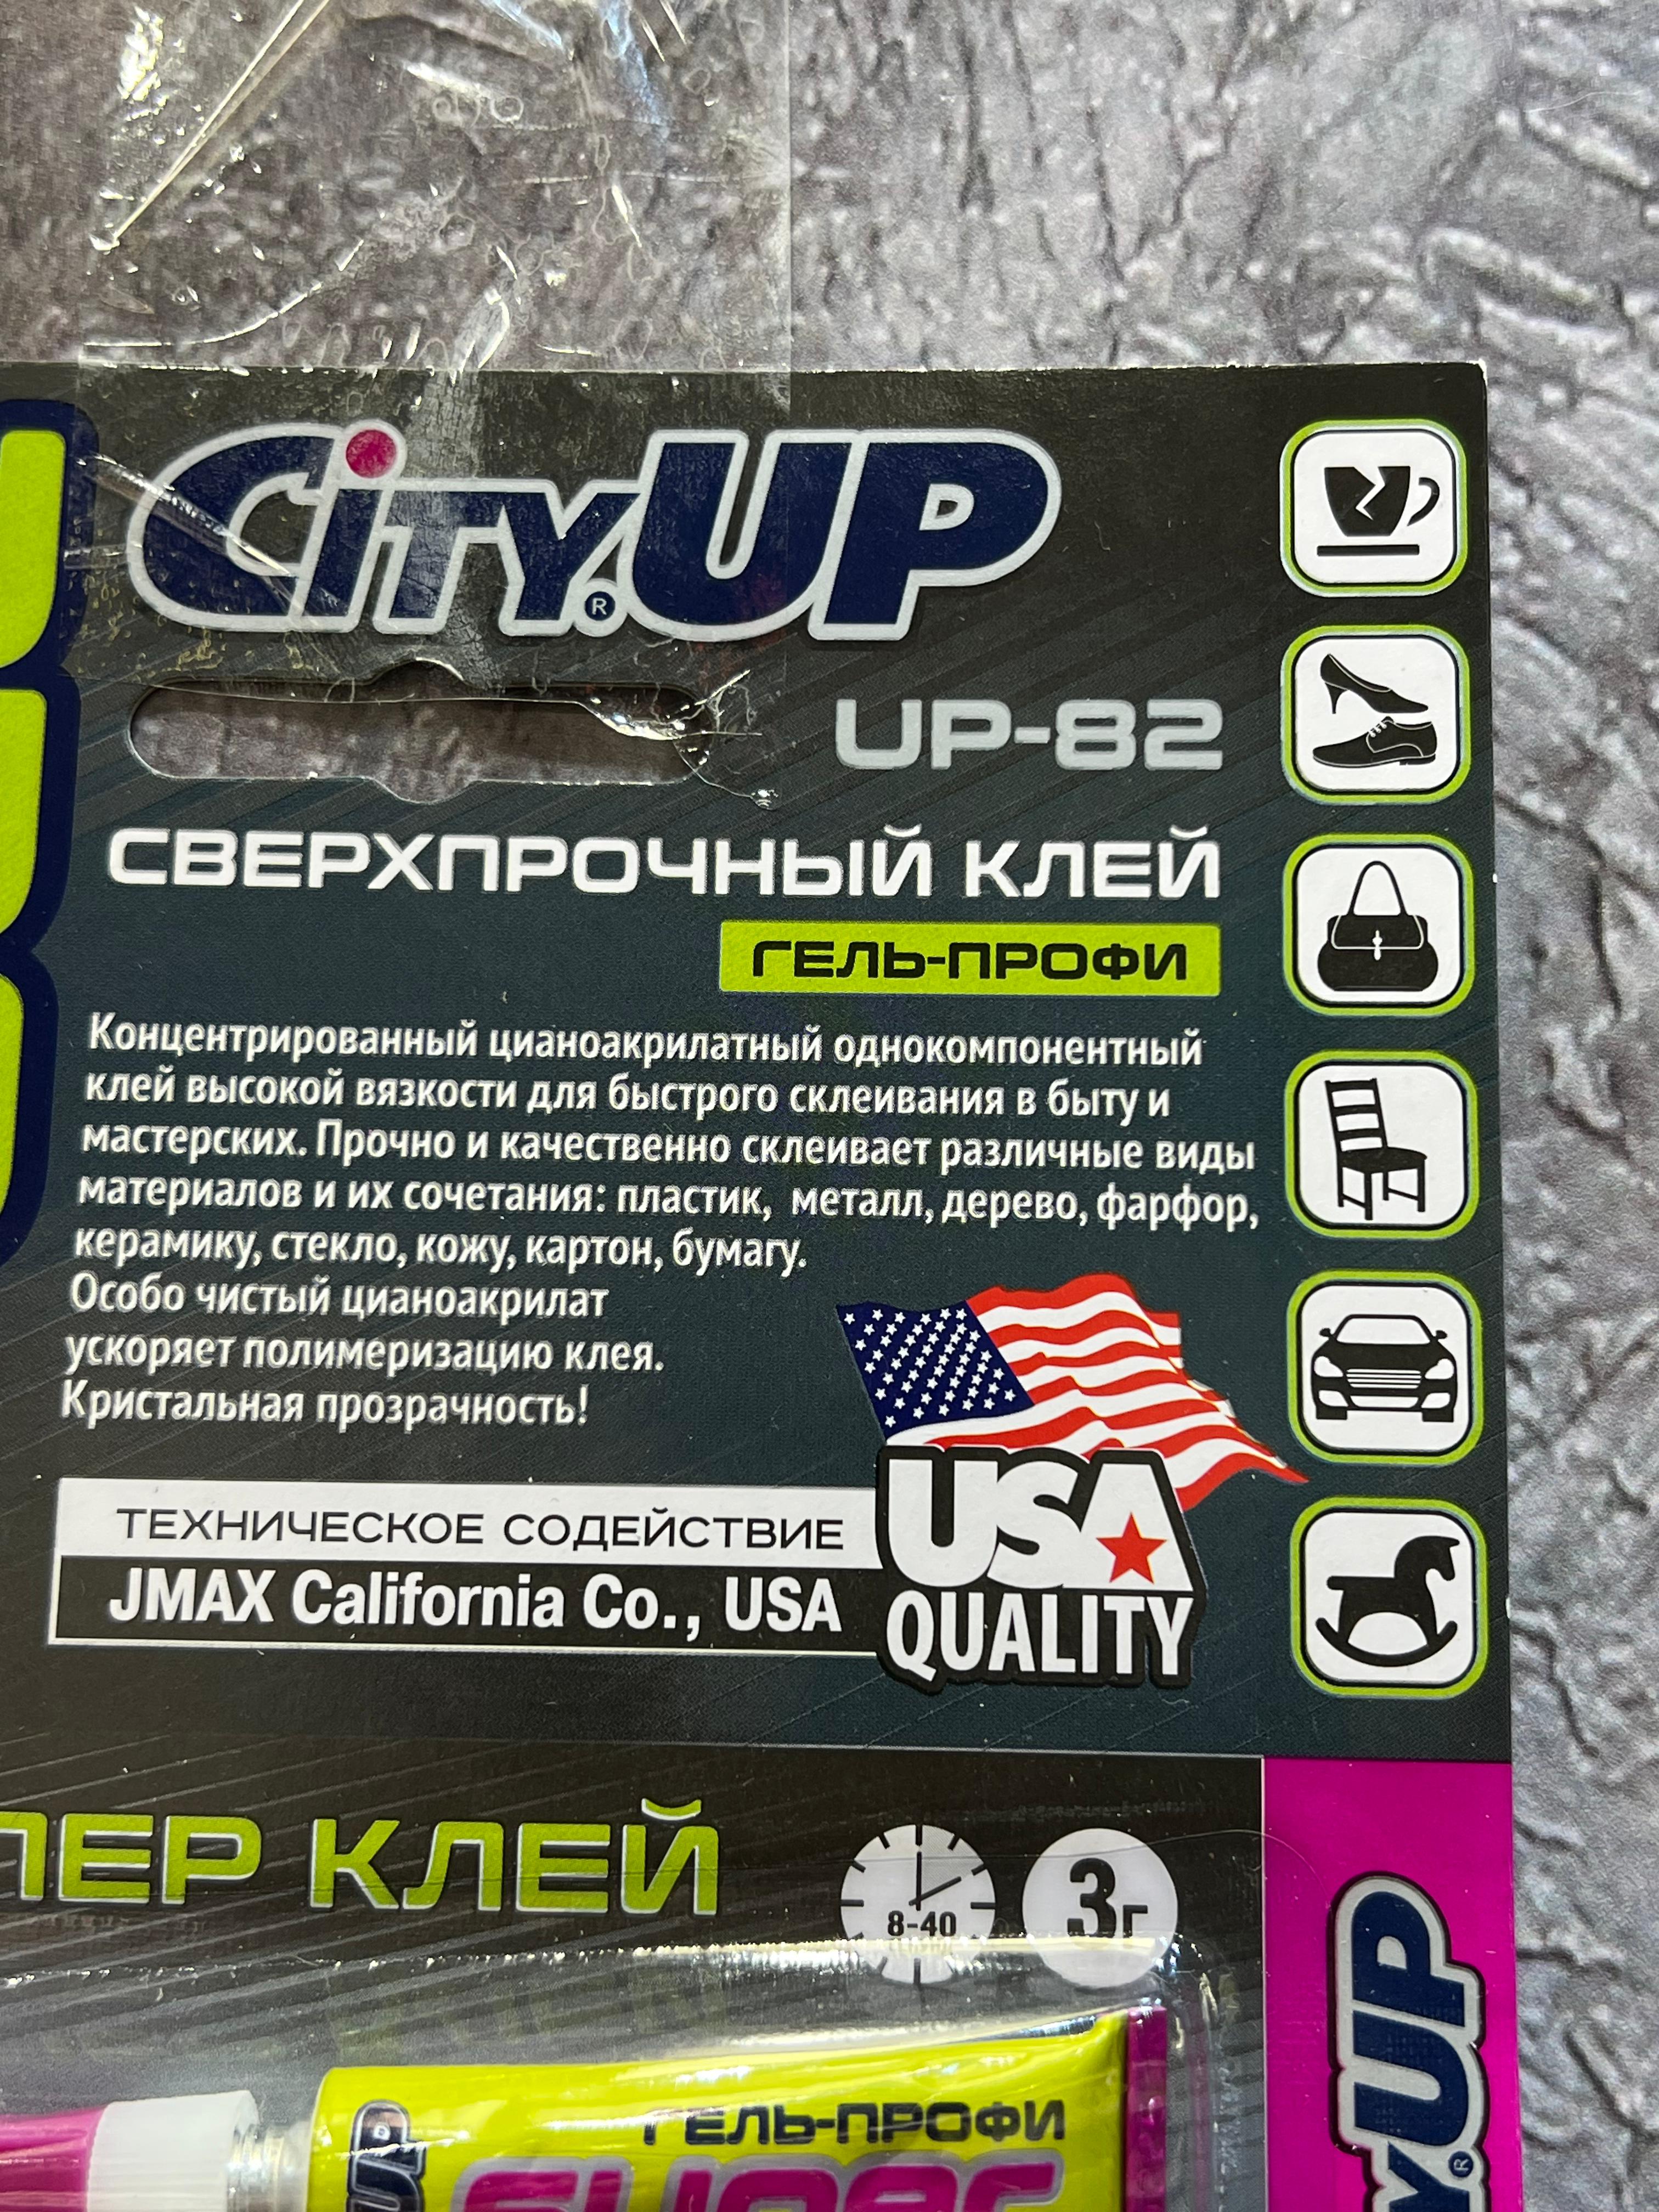 CiTY.UP
®
UP-82
СВЕРХПРОЧНЫЙ КЛЕЙ
ГЕЛЬ-ПРОФИ
Концентрированный цианоакрилатный однокомпонентный
клей высокой вязкости для быстрого склеивания в быту и
мастерских. Прочно и качественно склеивает различные виды
материалов и их сочетания: пластик, металл, дерево, фарфор,
керамику, стекло, кожу, картон, бумагу.
Особо чистый цианоакрилат
ускоряет полимеризацию клея.
Кристальная прозрачность!
ТЕХНИЧЕСКОЕ СОДЕЙСТВИЕ
JMAX California Co., USA
USA
QUALITY
КЛЕЙ
8-40
3г
ГЕЛЬ-ПРОФИ
UP
super
Y.UP
®